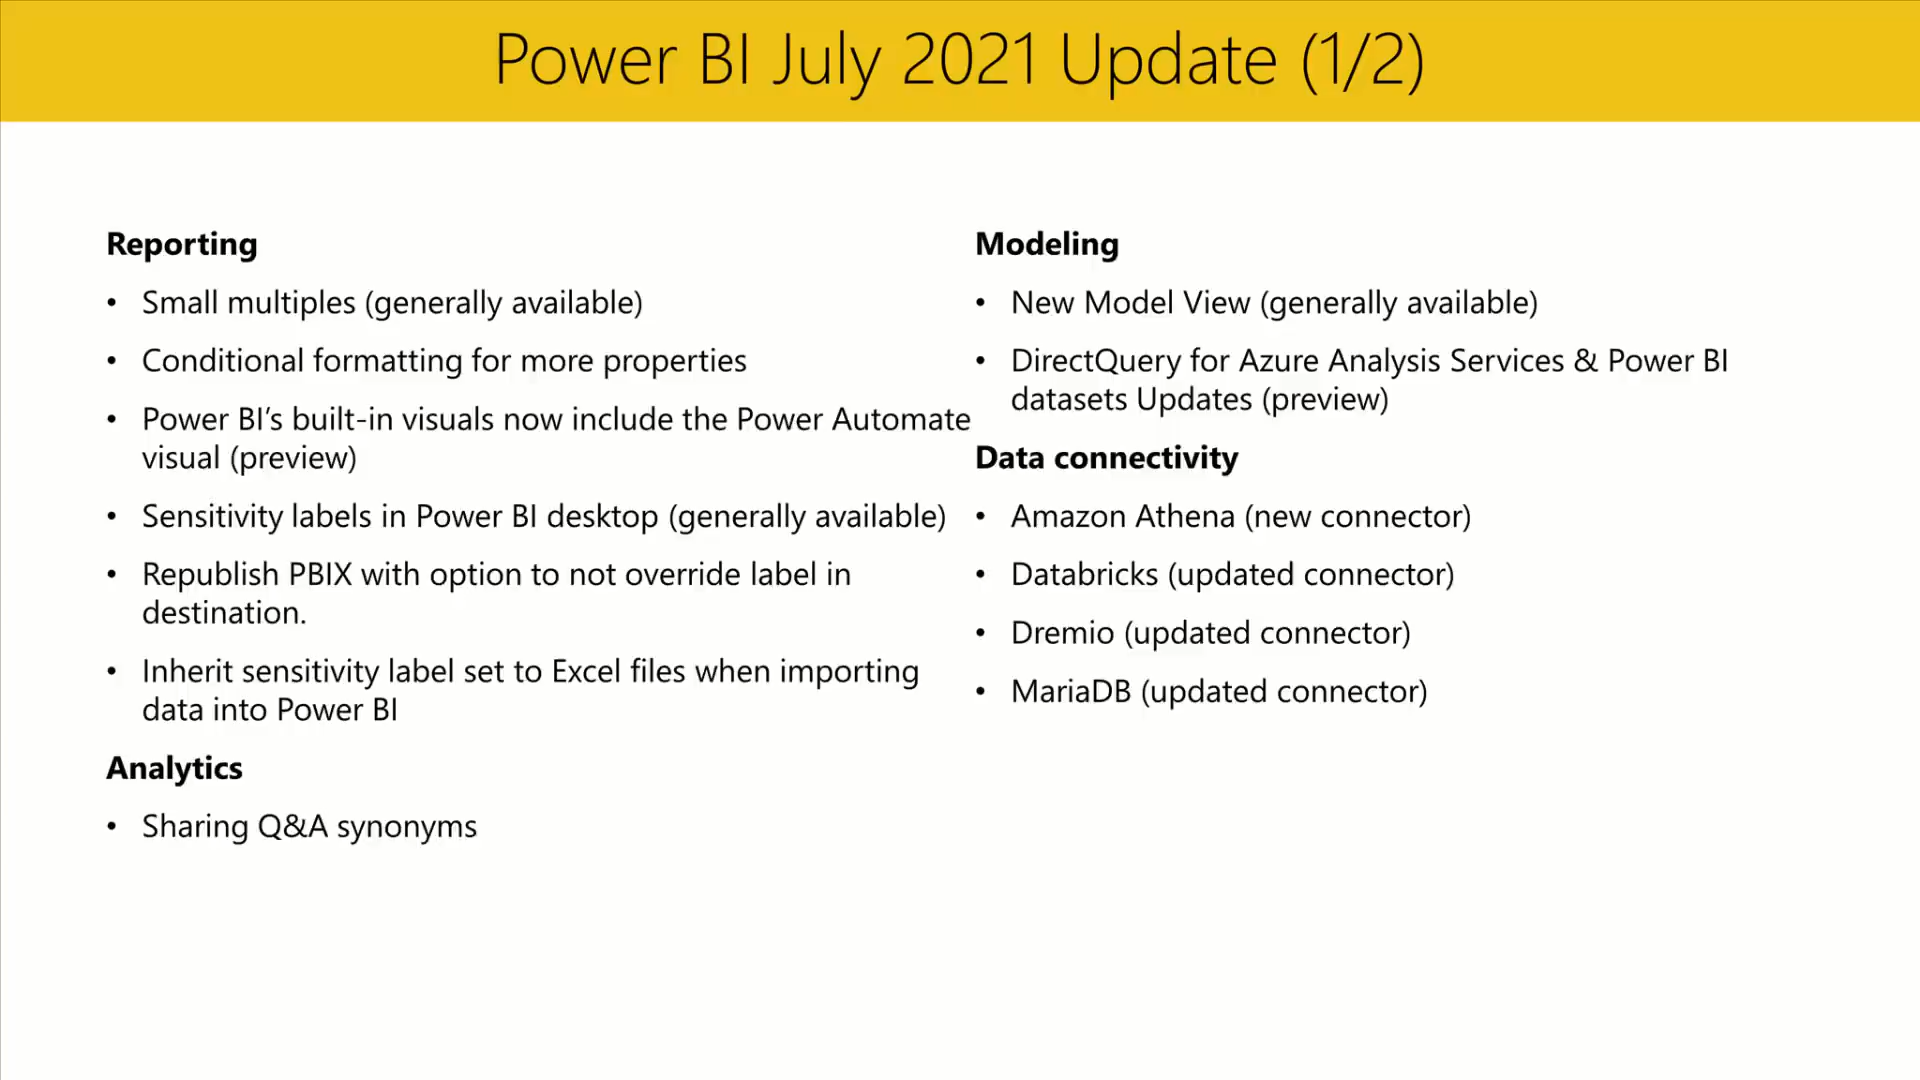 Power BI July 2021 Update (1/2)
Reporting
• Small multiples (generally available)
• Conditional formatting for more properties
• Power BI’s built-in visuals now include the Power Automate
visual (preview)
• Sensitivity labels in Power BI desktop (generally available)
• Republish PBIX with option to not override label in
destination.
• Inherit sensitivity label set to Excel files when importing
data into Power BI
Analytics
• Sharing Q&A synonyms
Modeling
• New Model View (generally available)
• DirectQuery for Azure Analysis Services & Power BI
datasets Updates (preview)
Data connectivity
• Amazon Athena (new connector)
• Databricks (updated connector)
• Dremio (updated connector)
• MariaDB (updated connector)